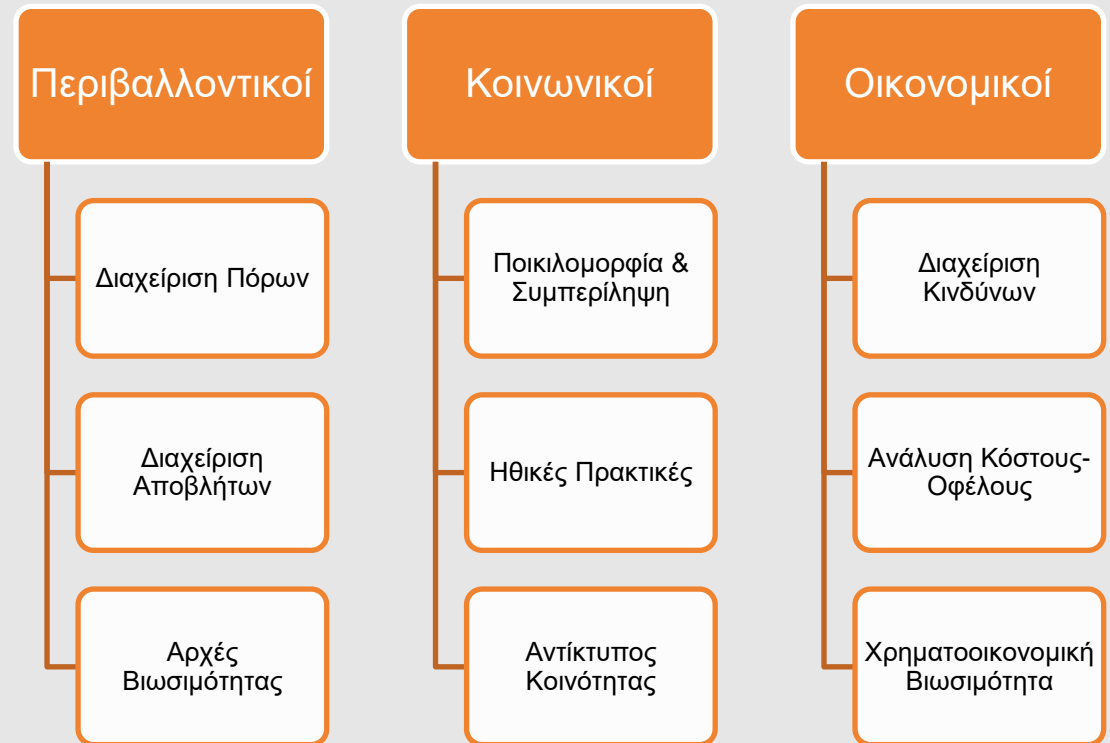 Περιβαλλοντικοί
Διαχείριση Πόρων
Διαχείριση
Αποβλήτων
Αρχές
Βιωσιμότητας
Κοινωνικοί
Ποικιλομορφία &
Συμπερίληψη
Ηθικές Πρακτικές
Αντίκτυπος
Κοινότητας
Οικονομικοί
Διαχείριση
Κινδύνων
Ανάλυση Κόστους-
Οφέλους
Χρηματοοικονομική
Βιωσιμότητα